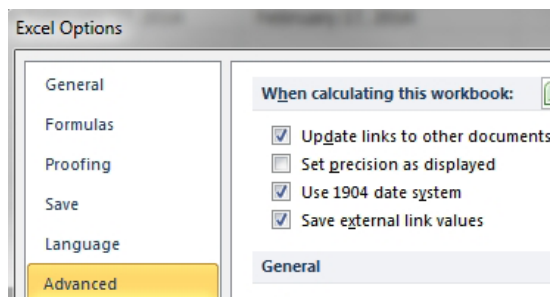 Excel Options
General
Formulas
Proofing
Save
Language
Advanced
When calculating this workbook:
Update links to other documents
Set precision as displayed
Use 1904 date system
Save external link values
General